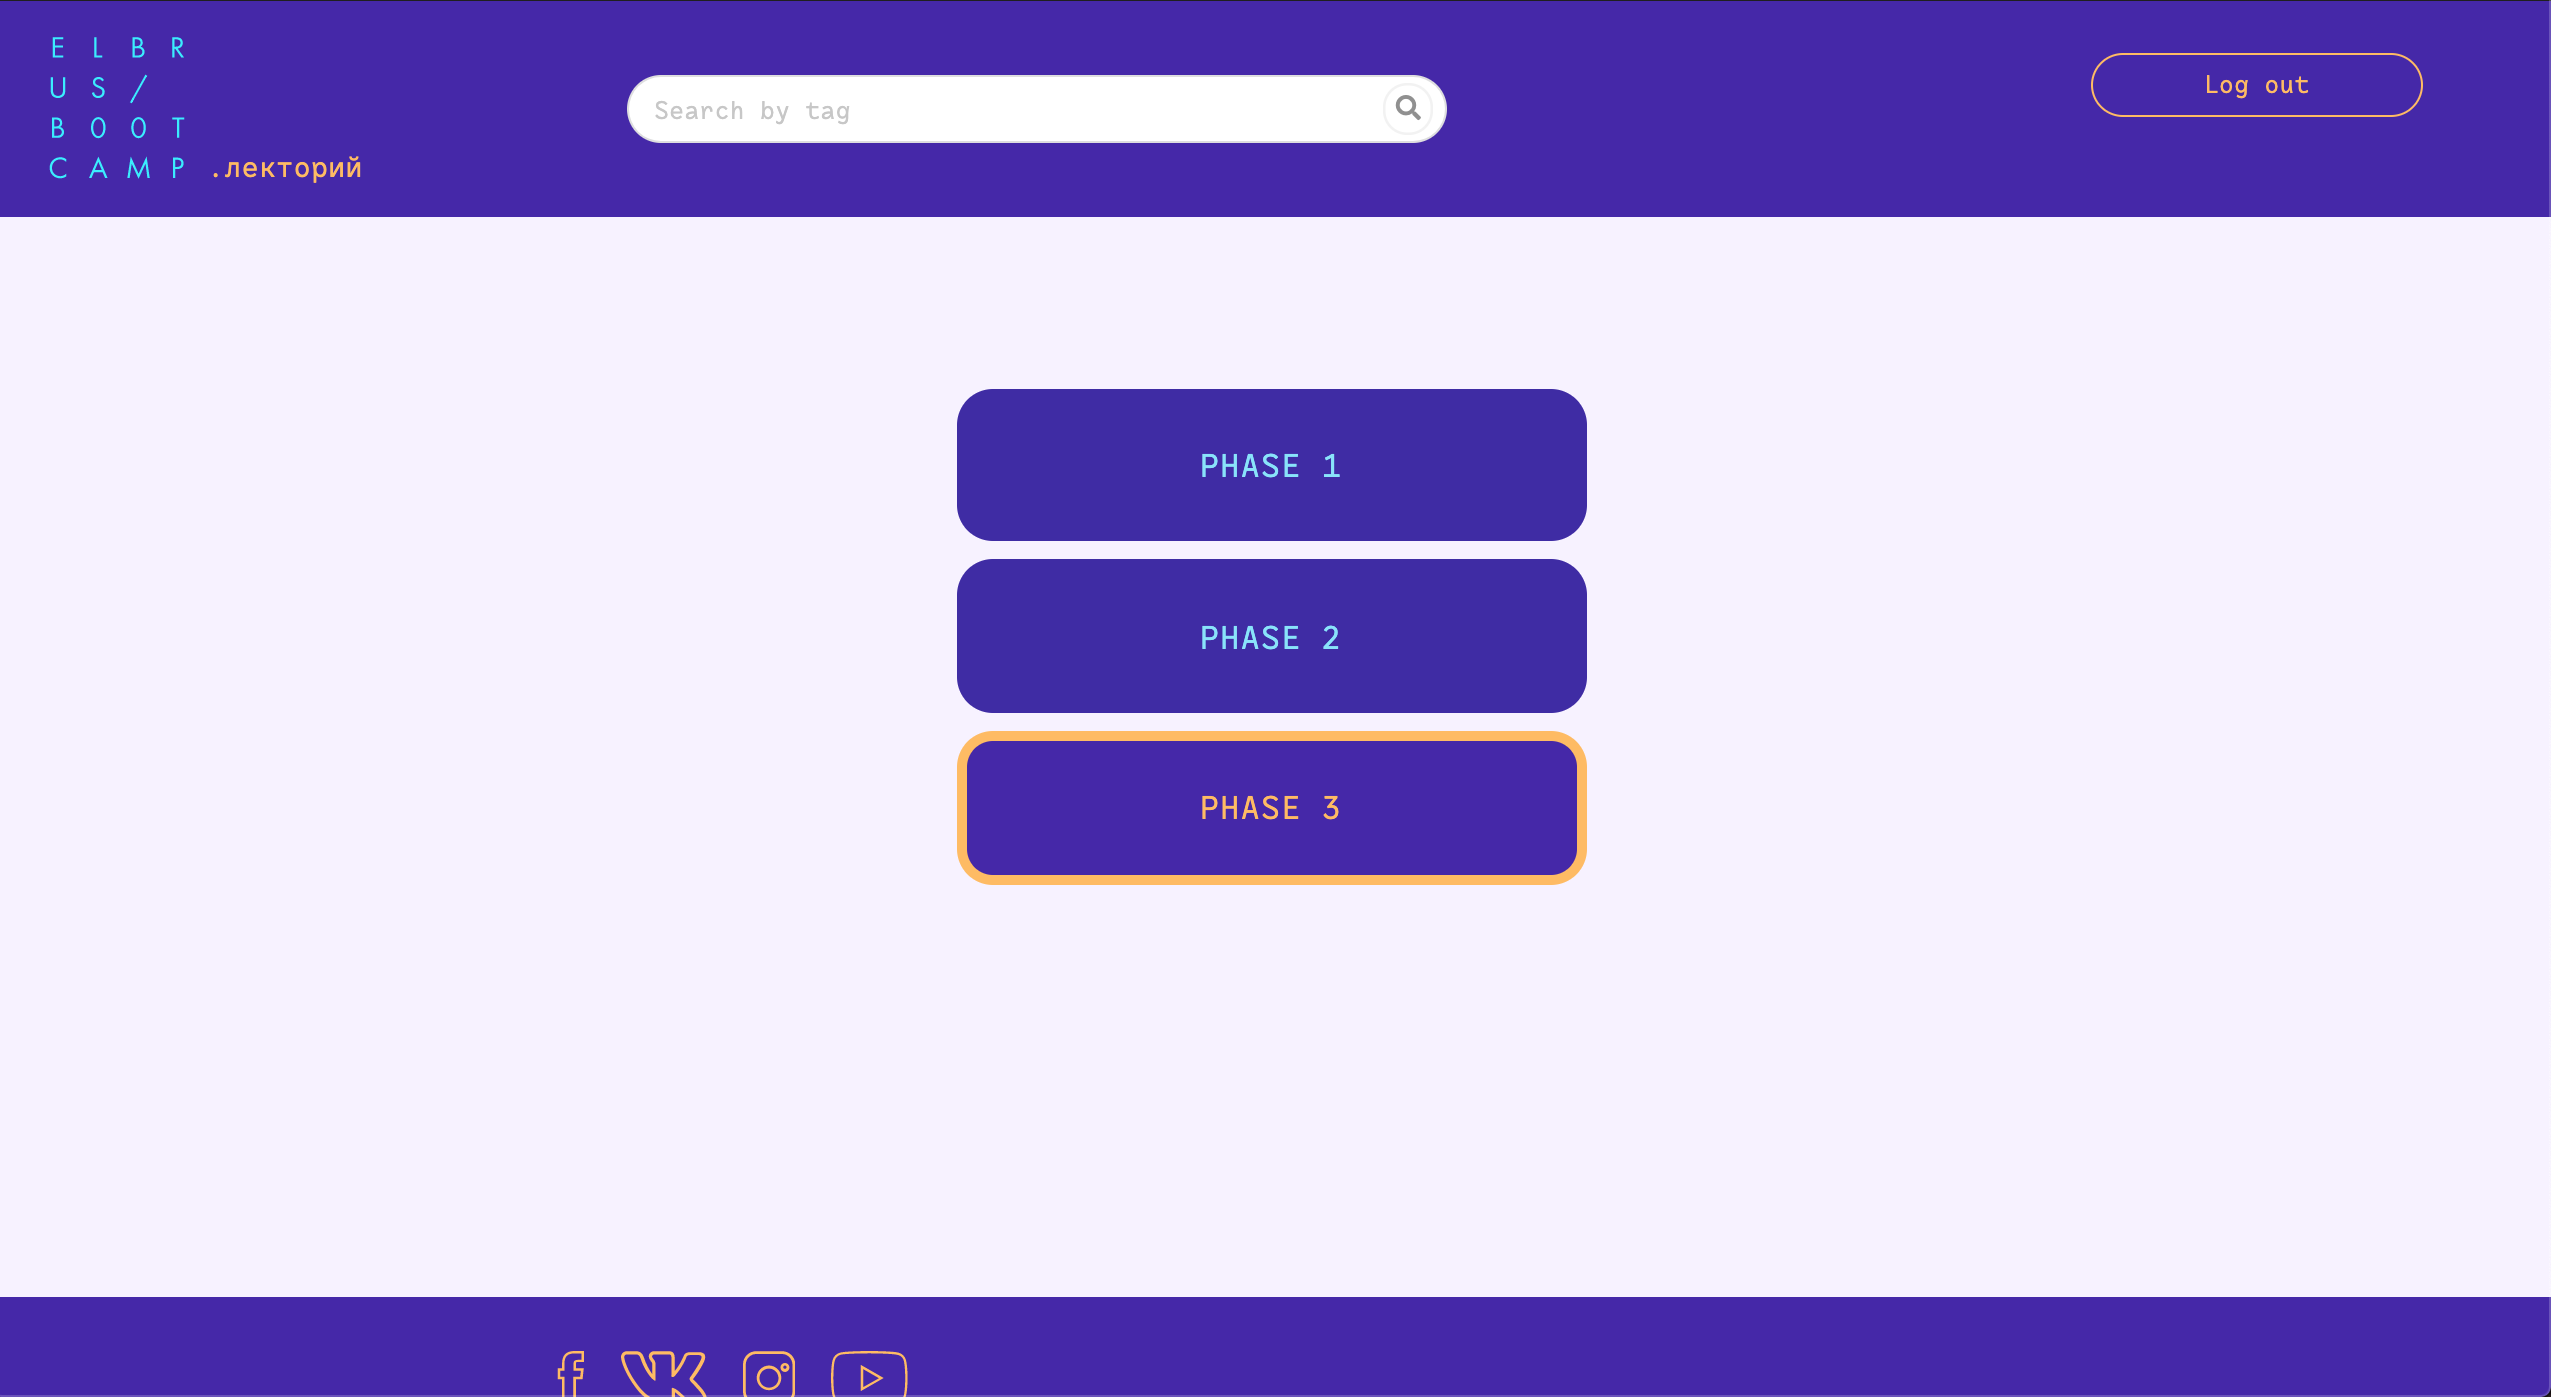 E L B R
U S /
B O O T
C A M P .лекторий
Search by tag
Log out
PHASE 1
PHASE 2
PHASE 3